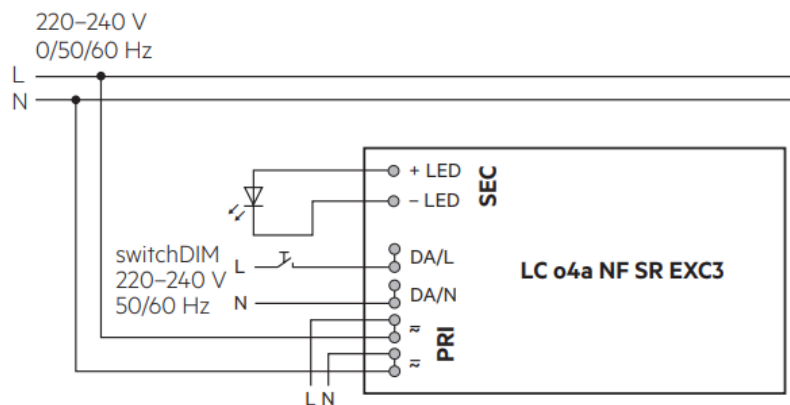 220–240 V
0/50/60 Hz
L
N
+ LED
– LED
SEC
switchDIM
220–240 V
50/60 Hz
L
N
DA/L
DA/N
LC o4a NF SR EXC3
≂
≂
PRI
L N